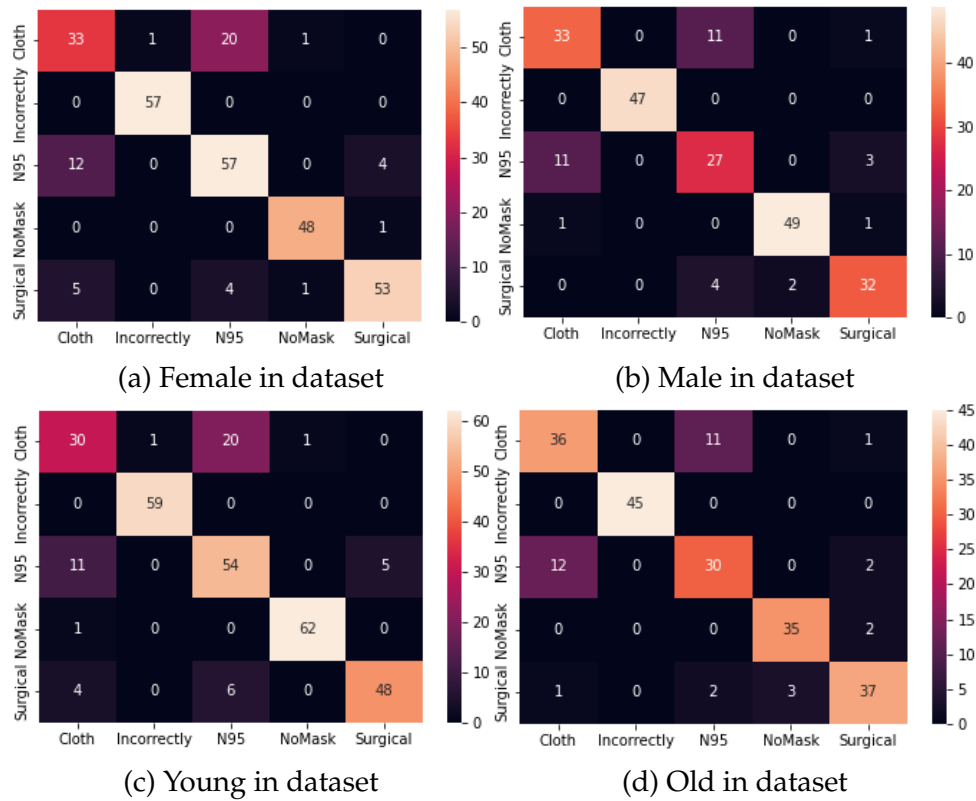 Cloth 33 1 20 1 0
Incorrectly 0 57 0 0 0
N95 12 0 57 0 4
NoMask 0 0 0 48 1
Surgical 5 0 4 1 53
Cloth Incorrectly N95 NoMask Surgical
50
40
30
20
10
0
(a) Female in dataset
Cloth 33 0 11 0 1
Incorrectly 0 47 0 0 0
N95 11 0 27 0 3
NoMask 1 0 0 49 1
Surgical 0 0 4 2 32
Cloth Incorrectly N95 NoMask Surgical
40
30
20
10
0
(b) Male in dataset
Cloth 30 1 20 1 0
Incorrectly 0 59 0 0 0
N95 11 0 54 0 5
NoMask 1 0 0 62 0
Surgical 4 0 6 0 48
Cloth Incorrectly N95 NoMask Surgical
60
50
40
30
20
10
0
(c) Young in dataset
Cloth 36 0 11 0 1
Incorrectly 0 45 0 0 0
N95 12 0 30 0 2
NoMask 0 0 0 35 2
Surgical 1 0 2 3 37
Cloth Incorrectly N95 NoMask Surgical
45
40
35
30
25
20
15
10
5
0
(d) Old in dataset